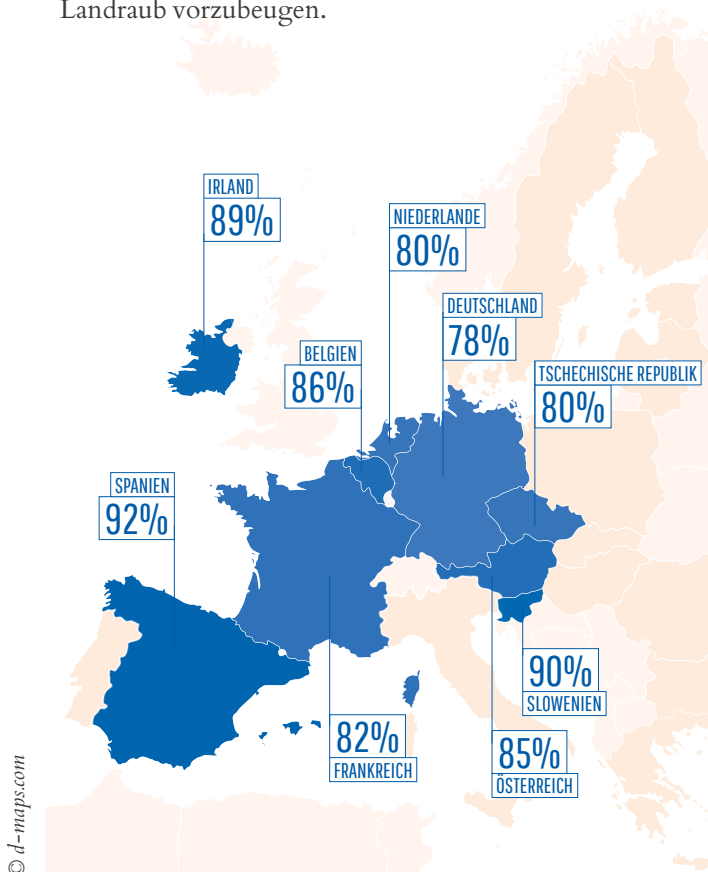 Landraub vorzubeugen.
IRLAND
89%
NIEDERLANDE
80%
DEUTSCHLAND
78%
BELGIEN
86%
TSCHECHISCHE REPUBLIK
80%
SPANIEN
92%
90%
SLOWENIEN
82%
FRANKREICH
85%
ÖSTERREICH
© d-maps.com